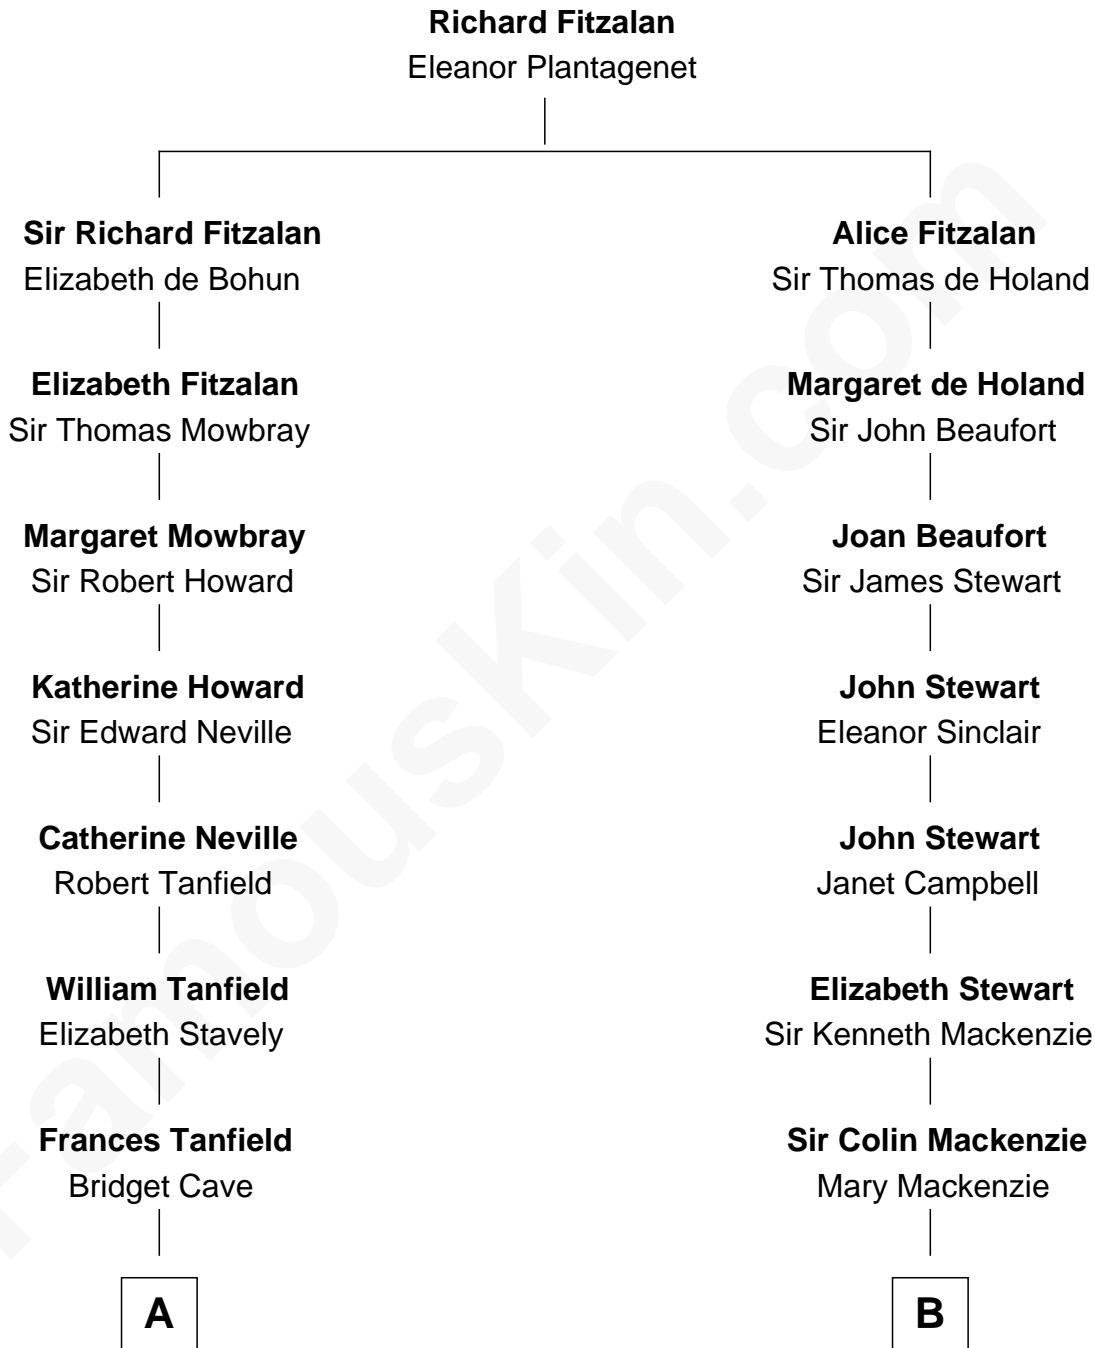 Richard Fitzalan
Eleanor Plantagenet
Sir Richard Fitzalan
Elizabeth de Bohun
Alice Fitzalan
Sir Thomas de Holand
Elizabeth Fitzalan
Sir Thomas Mowbray
Margaret de Holand
Sir John Beaufort
Margaret Mowbray
Sir Robert Howard
Joan Beaufort
Sir James Stewart
Katherine Howard
Sir Edward Neville
John Stewart
Eleanor Sinclair
Catherine Neville
Robert Tanfield
John Stewart
Janet Campbell
William Tanfield
Elizabeth Stavely
Elizabeth Stewart
Sir Kenneth Mackenzie
Frances Tanfield
Bridget Cave
Sir Colin Mackenzie
Mary Mackenzie
A
B
FamousKin.com